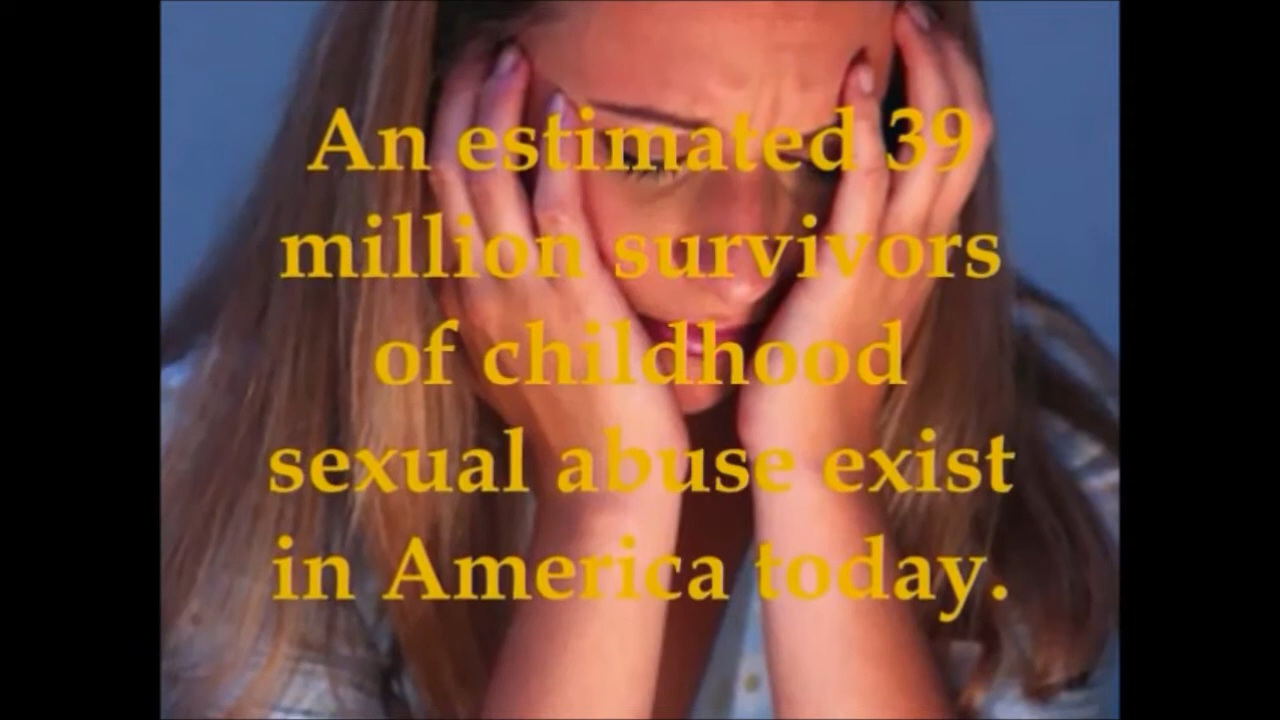 An estimated 39
million survivors
of childhood
sexual abuse exist
in America today.